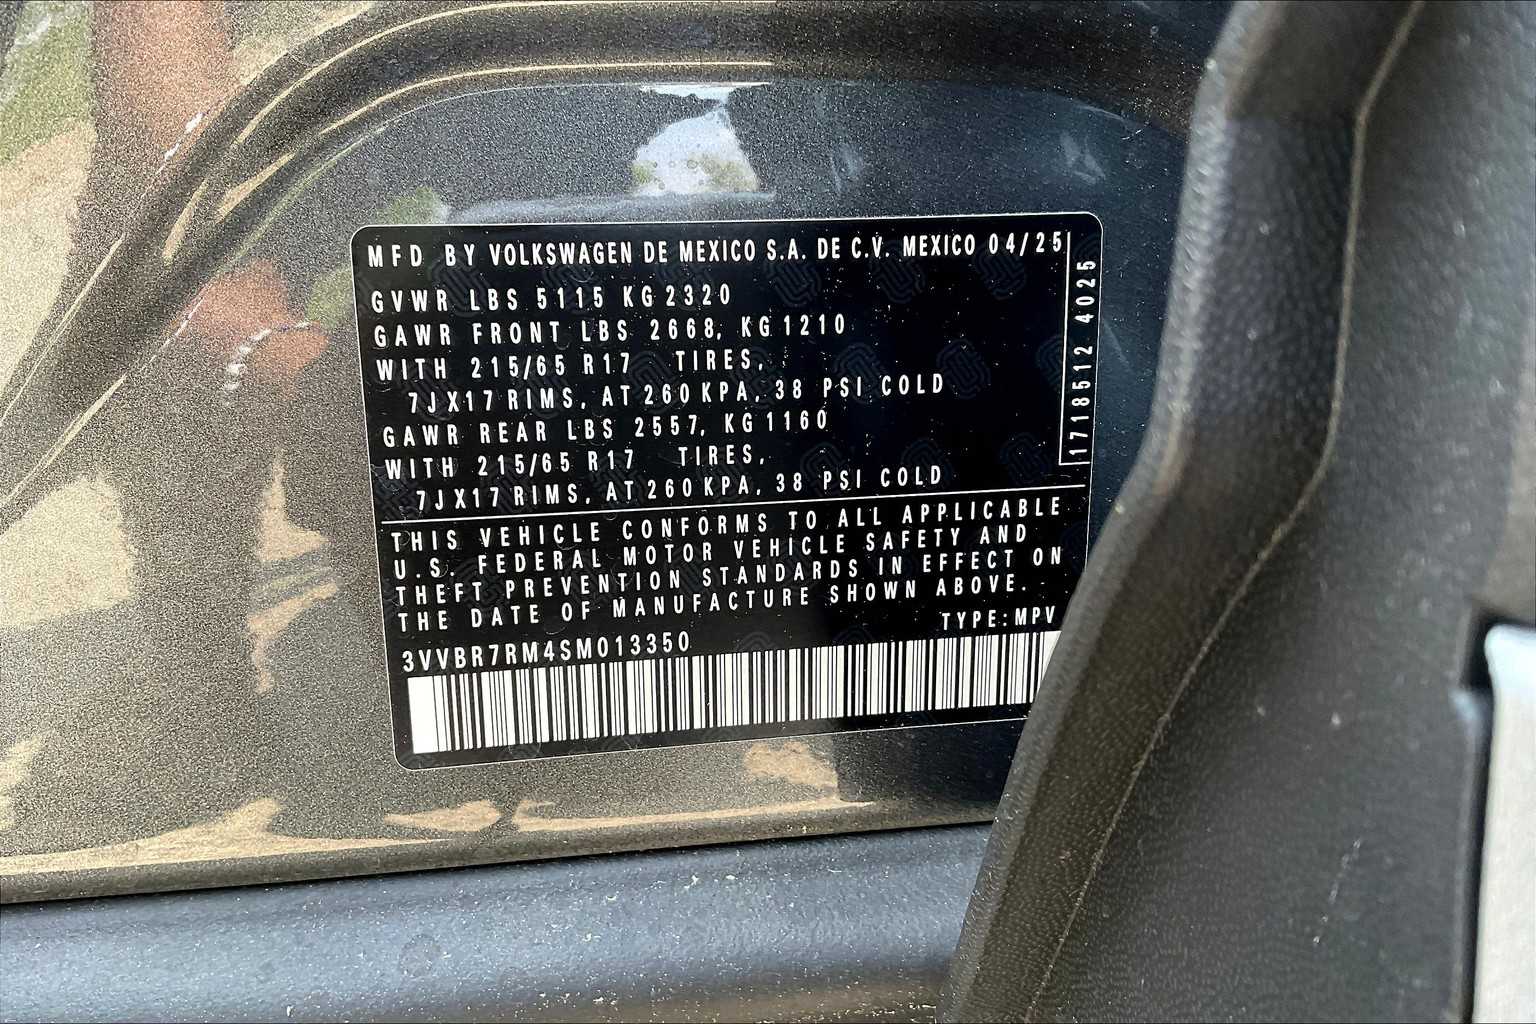 MFD BY VOLKSWAGEN DE MEXICO S.A. DE C.V. MEXICO 04/25
GVWR LBS 5115 KG 2320
GAWR FRONT LBS 2668, KG 1210
WITH 215/65 R17 TIRES,
7JX17 RIMS, AT 260 KPA, 38 PSI COLD
GAWR REAR LBS 2557, KG 1160
WITH 215/65 R17 TIRES,
7JX17 RIMS, AT 260 KPA, 38 PSI COLD
1718512 4025
THIS VEHICLE CONFORMS TO ALL APPLICABLE
U.S. FEDERAL MOTOR VEHICLE SAFETY AND
THEFT PREVENTION STANDARDS IN EFFECT ON
THE DATE OF MANUFACTURE SHOWN ABOVE.
TYPE:MPV
3VVBR7RM4SM013350